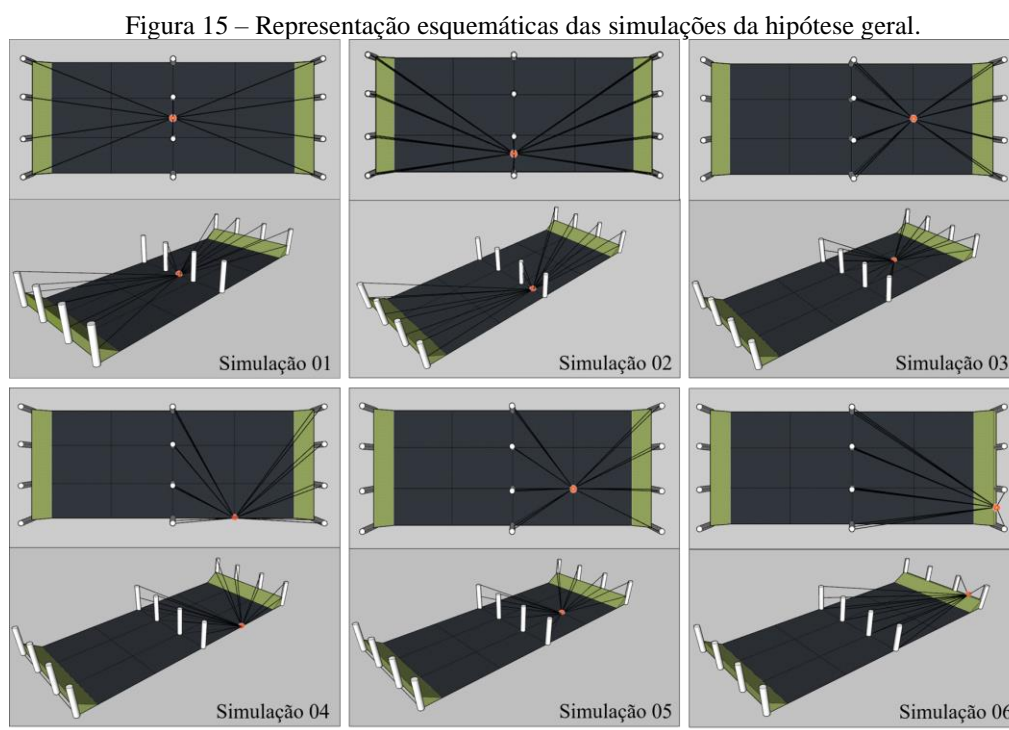 Figura 15 – Representação esquemáticas das simulações da hipótese geral.
Simulação 01
Simulação 02
Simulação 03
Simulação 04
Simulação 05
Simulação 06